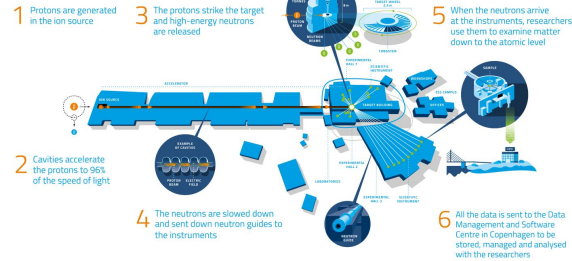 1 Protons are generated
in the ion source
3 The protons strike the target
and high-energy neutrons
are released
5 When the neutrons arrive
at the instruments, researchers
use them to examine matter
down to the atomic level
TARGET WHEEL
PROTON
BEAM
NEUTRON
BEAMS
TUNGSTEN
EXPERIMENTAL
HALL 1
SCIENTIFIC
INSTRUMENT
ACCELERATOR
ION SOURCE
TARGET BUILDING
WORKSHOPS
ESS CAMPUS
OFFICES
SAMPLE
EXAMPLE
OF CAVITIES
PROTON
BEAM
ELECTRIC
FIELD
EXPERIMENTAL
HALL 2
LABORATORIES
EXPERIMENTAL
HALL 3
SCIENTIFIC
INSTRUMENT
NEUTRON
GUIDE
2 Cavities accelerate
the protons to 96%
of the speed of light
4 The neutrons are slowed down
and sent down neutron guides to
the instruments
6 All the data is sent to the Data
Management and Software
Centre in Copenhagen to be
stored, managed and analysed
with the researchers